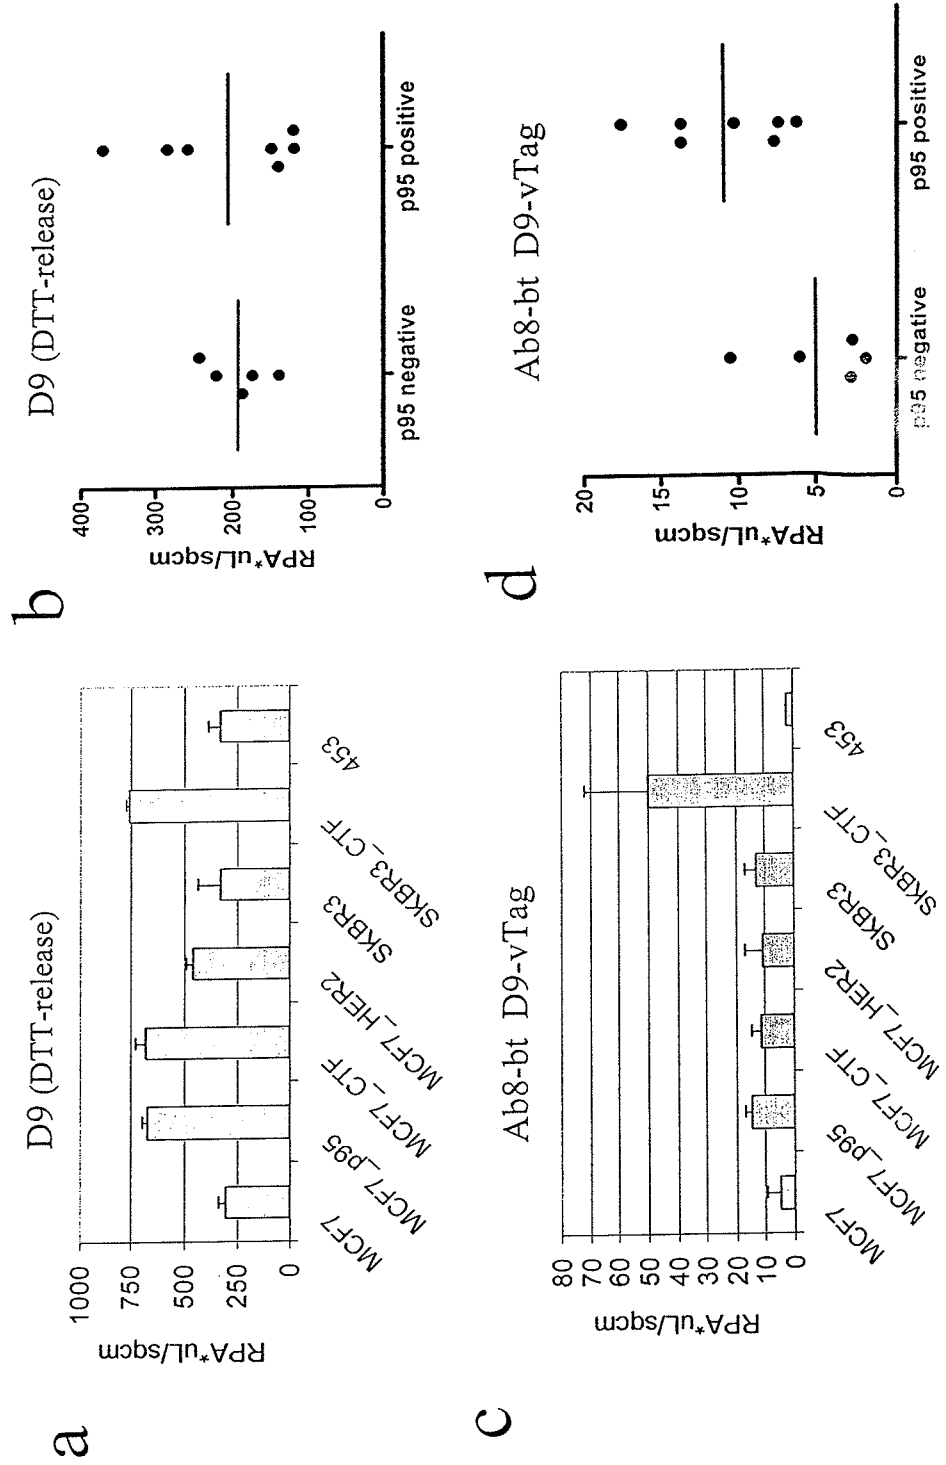 a
D9 (DTT-release)
RPA*uL/sqcm
1000
750
500
250
0
MCF7
MCF7_p95
MCF7_CTF
MCF7_HER2
SKBR3
SKBR3_CTF
453
b
D9 (DTT-release)
RPA*uL/sqcm
400
300
200
100
0
p95 negative
p95 positive
c
Ab8-bt D9-vTag
RPA*uL/sqcm
80
70
60
50
40
30
20
10
0
MCF7
MCF7_p95
MCF7_CTF
MCF7_HER2
SKBR3
SKBR3_CTF
453
d
Ab8-bt D9-vTag
RPA*uL/sqcm
20
15
10
5
0
p95 negative
p95 positive